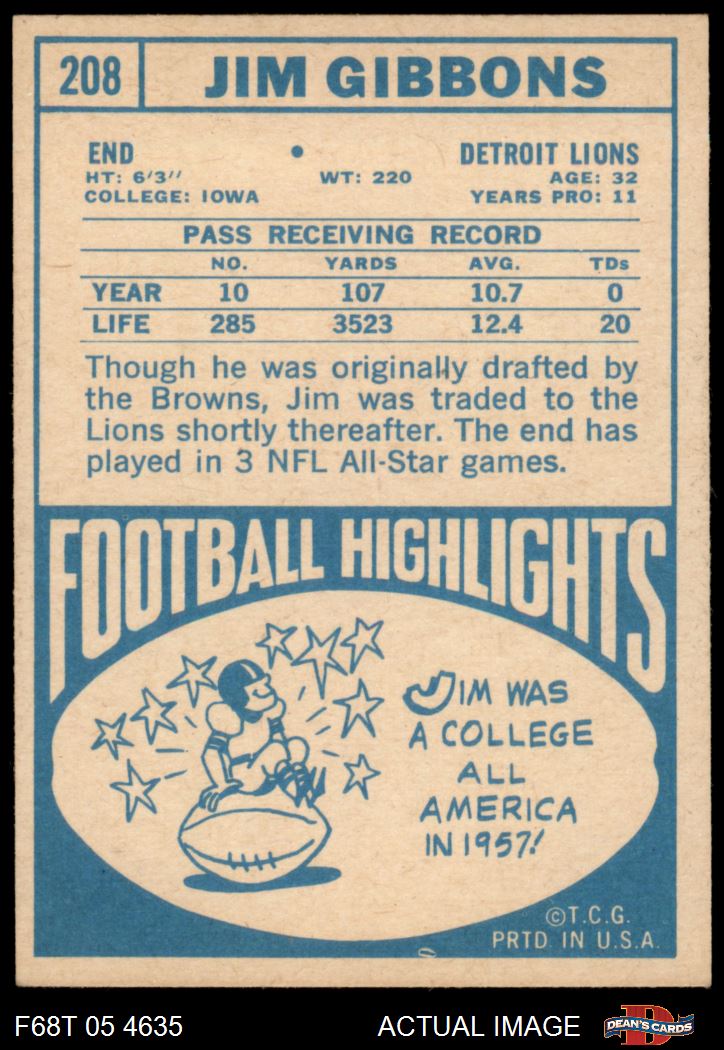 208 JIM GIBBONS
END • DETROIT LIONS
HT: 6'3'' WT: 220 AGE: 32
COLLEGE: IOWA YEARS PRO: 11
PASS RECEIVING RECORD
NO. YARDS AVG. TDs
YEAR 10 107 10.7 0
LIFE 285 3523 12.4 20
Though he was originally drafted by
the Browns, Jim was traded to the
Lions shortly thereafter. The end has
played in 3 NFL All-Star games.
FOOTBALL HIGHLIGHTS
JIM WAS
A COLLEGE
ALL
AMERICA
IN 1957!
©T.C.G.
PRTD. IN U.S.A.
F68T 05 4635 ACTUAL IMAGE D DEAN'S CARDS